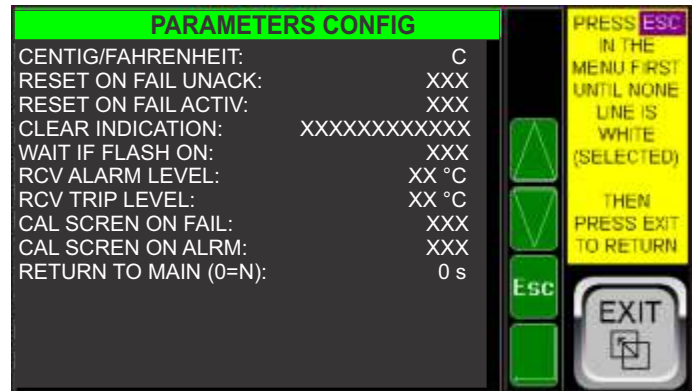 PARAMETERS CONFIG
CENTIG/FAHRENHEIT: C
RESET ON FAIL UNACK: XXX
RESET ON FAIL ACTIV: XXX
CLEAR INDICATION: XXXXXXXXXXXX
WAIT IF FLASH ON: XXX
RCV ALARM LEVEL: XX °C
RCV TRIP LEVEL: XX °C
CAL SCREN ON FAIL: XXX
CAL SCREN ON ALRM: XXX
RETURN TO MAIN (0=N): 0 s
Esc
PRESS ESC
IN THE
MENU FIRST
UNTIL NONE
LINE IS
WHITE
(SELECTED)
THEN
PRESS EXIT
TO RETURN
EXIT